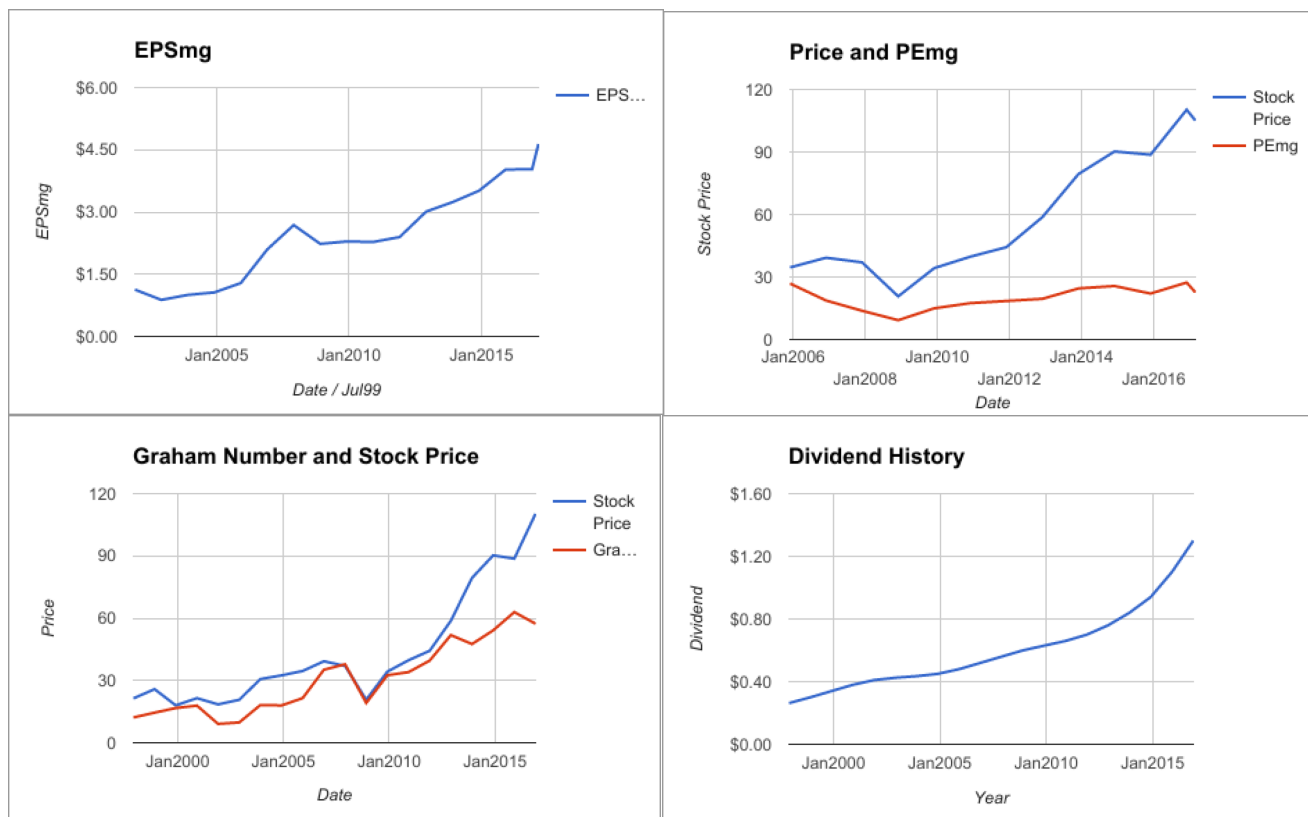 EPSmg
$6.00
$4.50
$3.00
$1.50
$0.00
EPSmg
EPS…
Jan2005
Jan2010
Jan2015
Date / Jul99
Price and PEmg
120
90
60
30
0
Stock Price
Stock
Price
PEmg
Jan2006
Jan2010
Jan2014
Jan2008
Jan2012
Jan2016
Date
Graham Number and Stock Price
120
90
60
30
0
Price
Stock
Price
Gra…
Jan2000
Jan2005
Jan2010
Jan2015
Date
Dividend History
$1.60
$1.20
$0.80
$0.40
$0.00
Dividend
Jan2000
Jan2005
Jan2010
Jan2015
Year